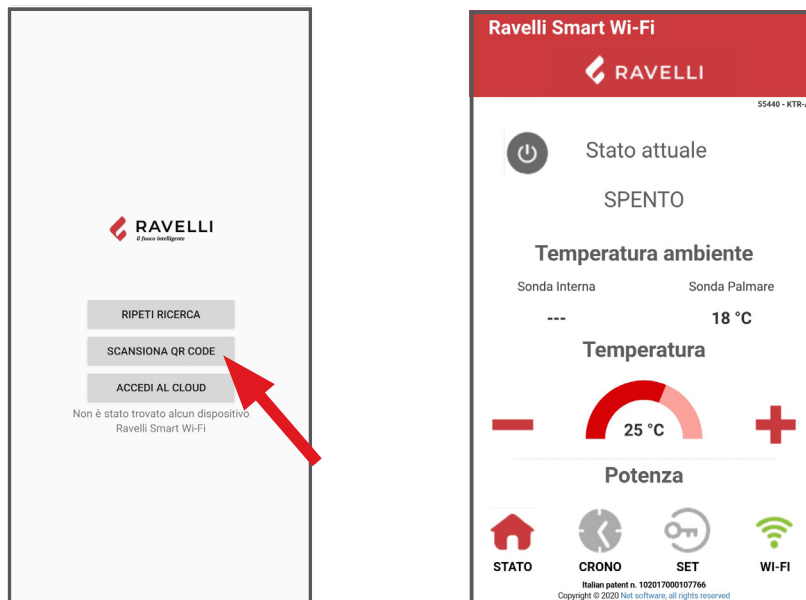 RAVELLI
il fuoco intelligente
RIPETI RICERCA
SCANSIONA QR CODE
ACCEDI AL CLOUD
Non è stato trovato alcun dispositivo
Ravelli Smart Wi-Fi
Ravelli Smart Wi-Fi
RAVELLI
55440 - KTR-
Stato attuale
SPENTO
Temperatura ambiente
Sonda Interna Sonda Palmare
--- 18 °C
Temperatura
25 °C
Potenza
STATO CRONO SET WI-FI
Italian patent n. 102017000107766
Copyright © 2020 Net software, all rights reserved